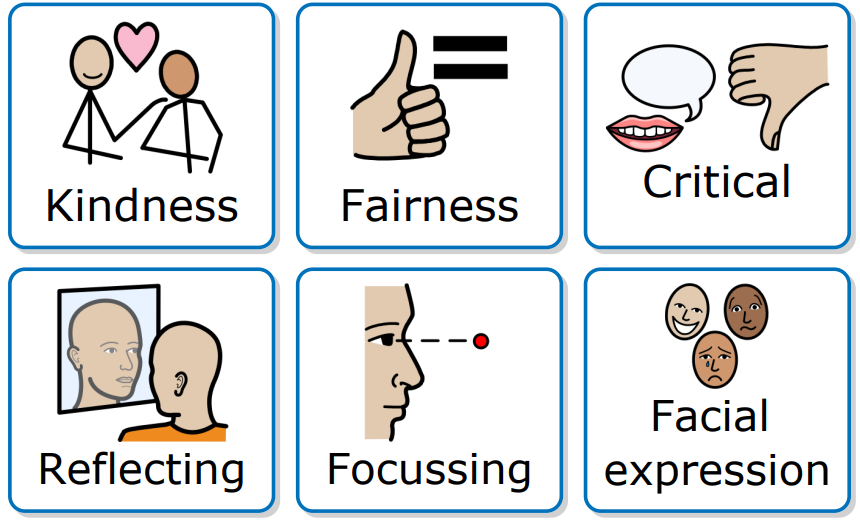 Kindness
Fairness
Critical
Reflecting
Focussing
Facial
expression